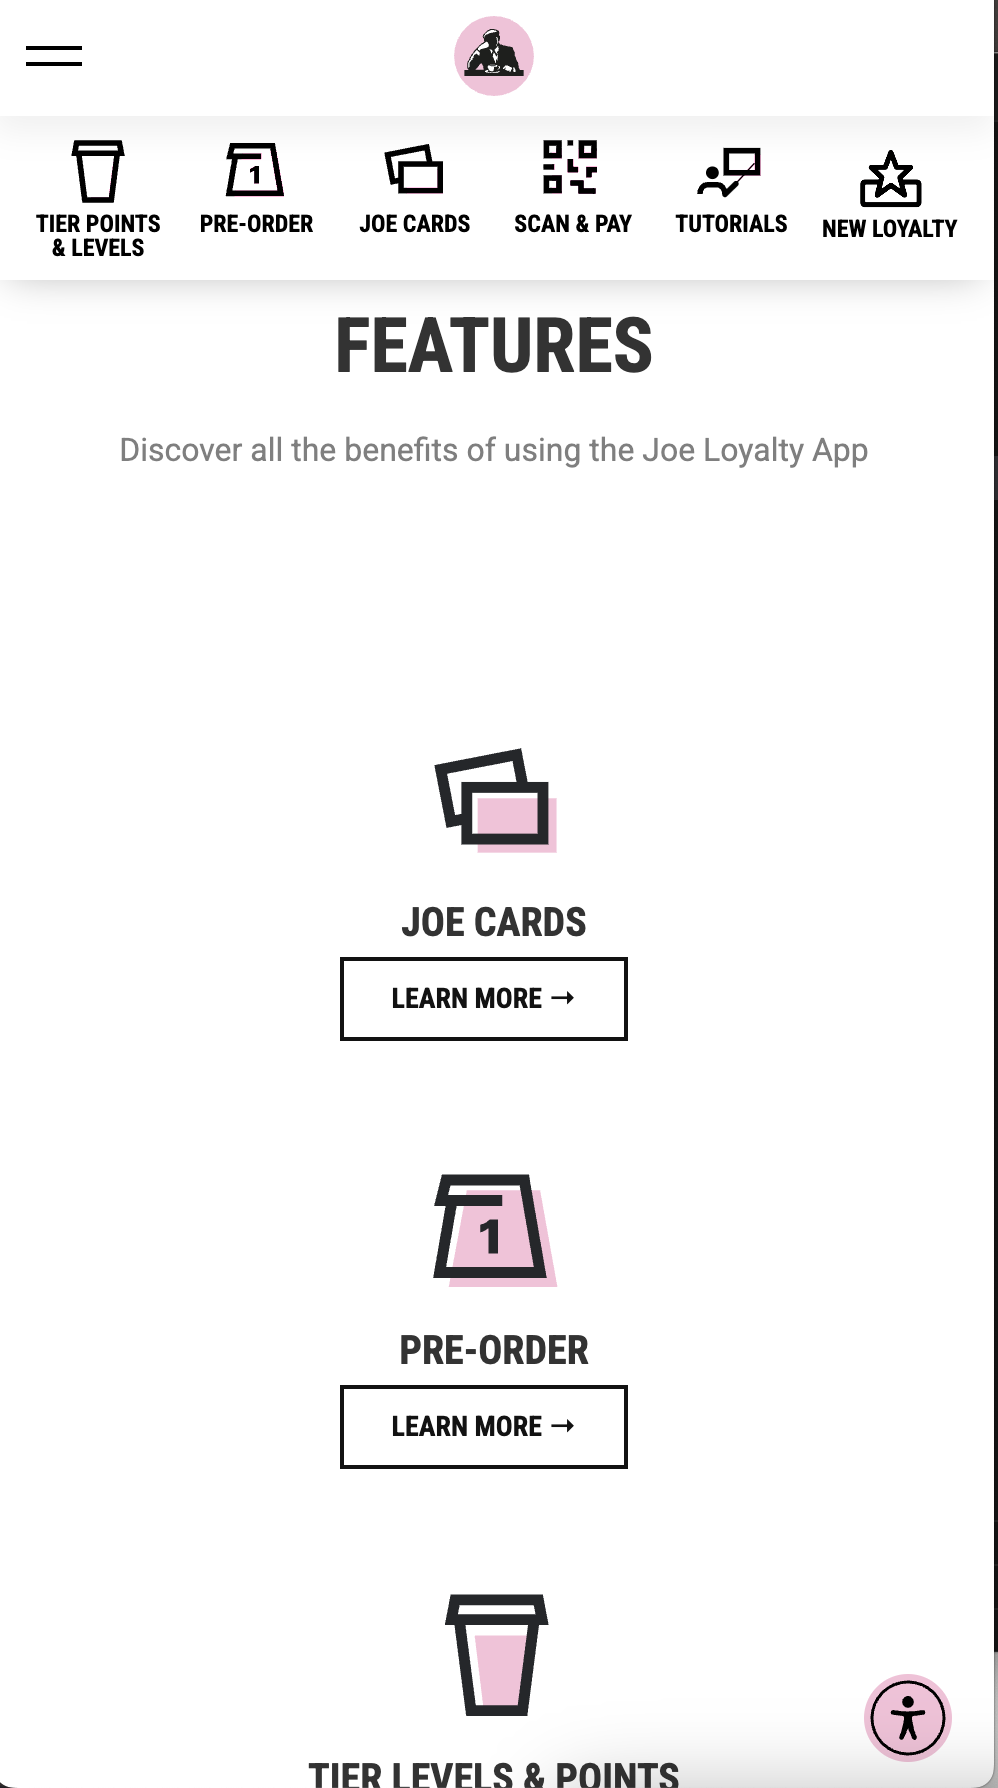 TIER POINTS
& LEVELS
PRE-ORDER
JOE CARDS
SCAN & PAY
TUTORIALS
NEW LOYALTY
FEATURES
Discover all the benefits of using the Joe Loyalty App
JOE CARDS
LEARN MORE →
1
PRE-ORDER
LEARN MORE →
TIER LEVELS & POINTS